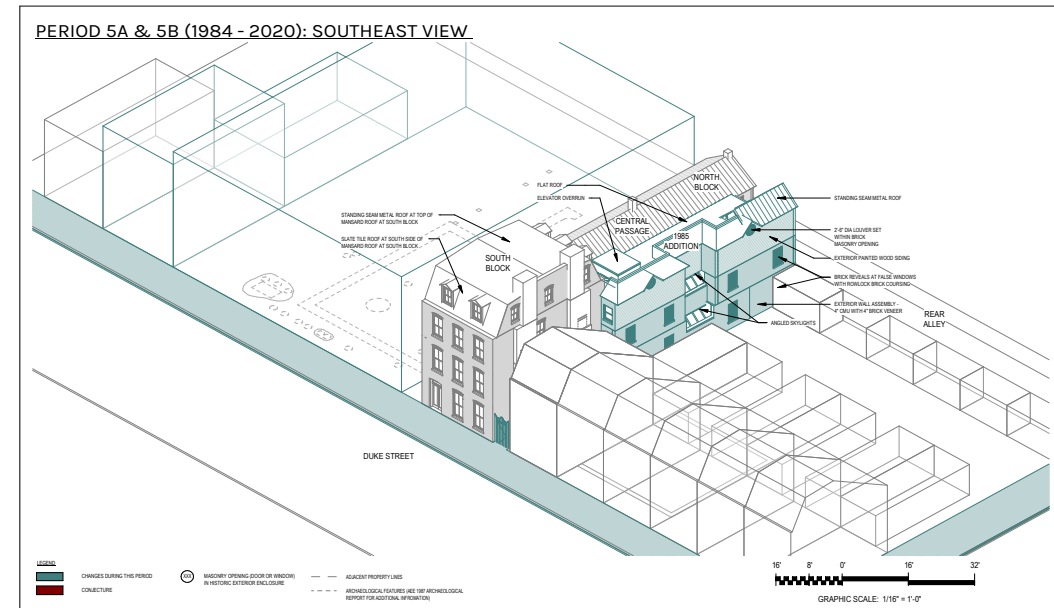 PERIOD 5A & 5B (1984 - 2020): SOUTHEAST VIEW
NORTH
BLOCK
FLAT ROOF
ELEVATOR OVERRUN
STANDING SEAM METAL ROOF
CENTRAL
PASSAGE
STANDING SEAM METAL ROOF AT TOP OF
MANSARD ROOF AT SOUTH BLOCK
1985
ADDITION
2'-6" DIA LOUVER SET
WITHIN BRICK
MASONRY OPENING
SLATE TILE ROOF AT SOUTH SIDE OF
MANSARD ROOF AT SOUTH BLOCK
EXTERIOR PAINTED WOOD SIDING
SOUTH
BLOCK
BRICK REVEALS AT FALSE WINDOWS
WITH ROWLOCK BRICK COURSING
EXTERIOR WALL ASSEMBLY -
4" CMU WITH 4" BRICK VENEER
REAR
ALLEY
ANGLED SKYLIGHTS
DUKE STREET
LEGEND
CHANGES DURING THIS PERIOD
CONJECTURE
XXX
MASONRY OPENING (DOOR OR WINDOW)
IN HISTORIC EXTERIOR ENCLOSURE
ADJACENT PROPERTY LINES
ARCHAEOLOGICAL FEATURES (AEE 1987 ARCHAEOLOGICAL
REPPORT FOR ADDITIONAL INFROMATION)
16' 8' 0' 16' 32'
GRAPHIC SCALE: 1/16" = 1'-0"